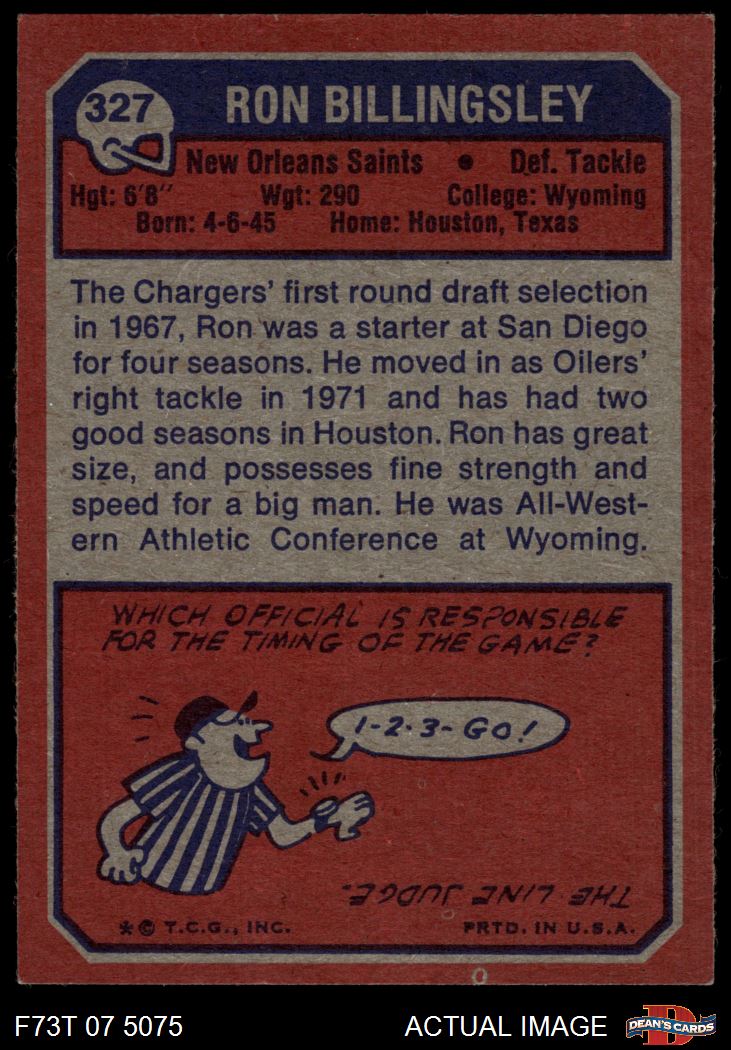 327
RON BILLINGSLEY
New Orleans Saints • Def. Tackle
Hgt: 6'8" Wgt: 290 College: Wyoming
Born: 4-6-45 Home: Houston, Texas
The Chargers' first round draft selection
in 1967, Ron was a starter at San Diego
for four seasons. He moved in as Oilers'
right tackle in 1971 and has had two
good seasons in Houston. Ron has great
size, and possesses fine strength and
speed for a big man. He was All-West-
ern Athletic Conference at Wyoming.
WHICH OFFICIAL IS RESPONSIBLE
FOR THE TIMING OF THE GAME?
1-2-3-GO!
THE LINE JUDGE.
* © T.C.G., INC. PRTD. IN U.S.A.
F73T 07 5075 ACTUAL IMAGE
D
DEAN'S CARDS